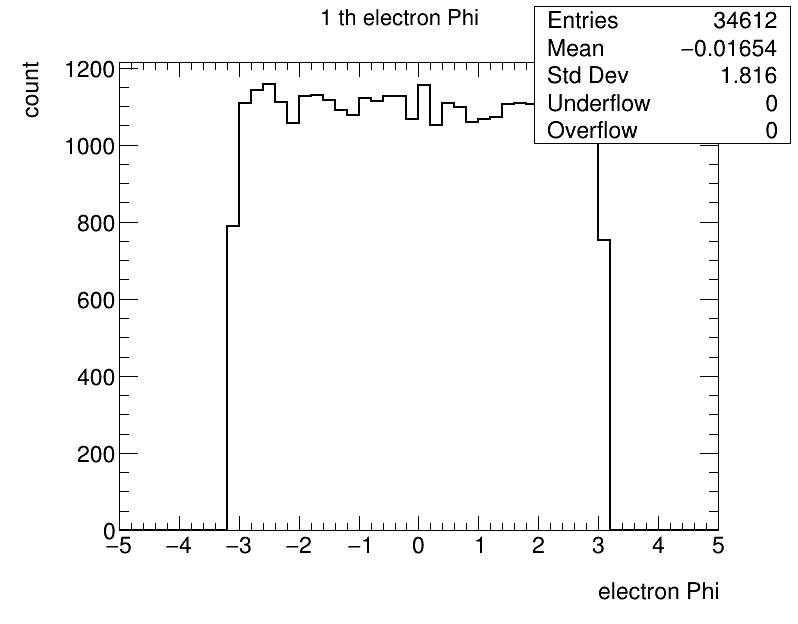 1 th electron Phi
Entries 34612
Mean −0.01654
Std Dev 1.816
Underflow 0
Overflow 0
count
1200
1000
800
600
400
200
0
−5 −4 −3 −2 −1 0 1 2 3 4 5
electron Phi